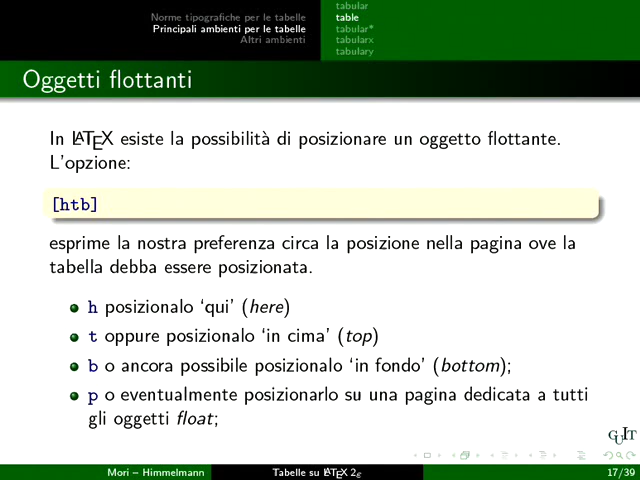 Norme tipografiche per le tabelle
Principali ambienti per le tabelle
Altri ambienti
tabular
table
tabular*
tabularx
tabulary
Oggetti flottanti
In LATEX esiste la possibilità di posizionare un oggetto flottante.
L'opzione:
[htb]
esprime la nostra preferenza circa la posizione nella pagina ove la
tabella debba essere posizionata.
h posizionalo ‘qui’ (here)
t oppure posizionalo ‘in cima’ (top)
b o ancora possibile posizionalo ‘in fondo’ (bottom);
p o eventualmente posizionarlo su una pagina dedicata a tutti
gli oggetti float;
GUIT
Mori – Himmelmann
Tabelle su LATEX 2ε
17/39